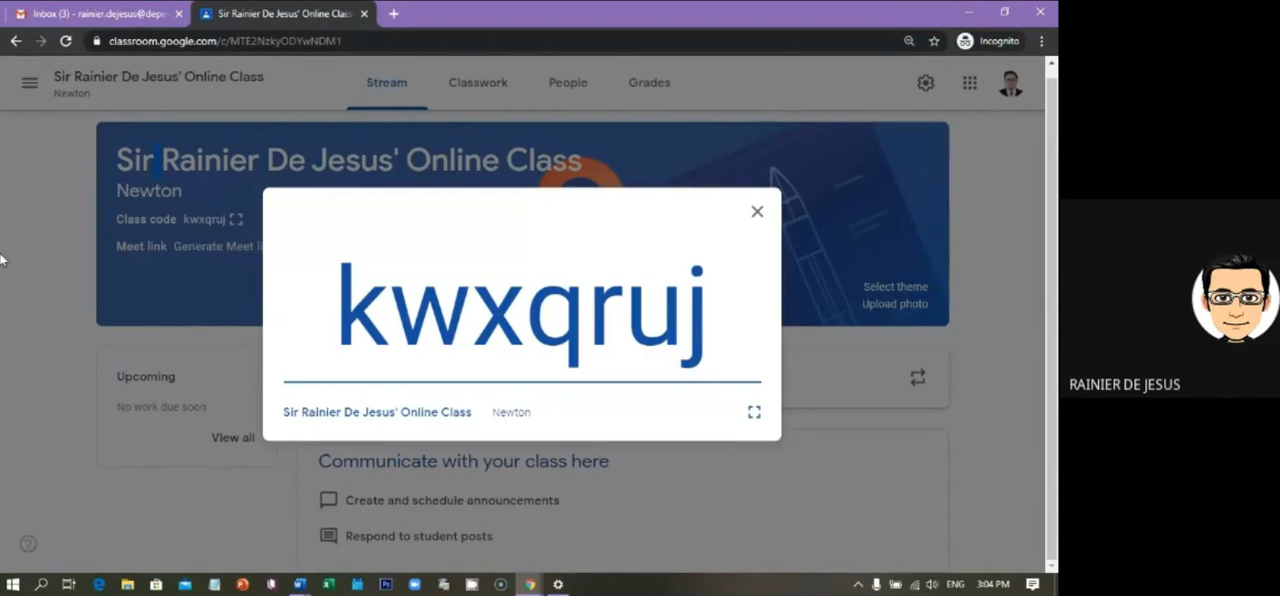 Inbox (3) - rainier.dejesus@depe
Sir Rainier De Jesus' Online Clas
classroom.google.com/c/MTE2NzkyODYwNDM1
Incognito
Sir Rainier De Jesus' Online Class
Newton
Stream
Classwork
People
Grades
Sir Rainier De Jesus' Online Class
Newton
Class code kwxqruj
Meet link Generate Meet li
Select theme
Upload photo
kwxqruj
Sir Rainier De Jesus' Online Class Newton
Upcoming
No work due soon
View all
Communicate with your class here
Create and schedule announcements
Respond to student posts
RAINIER DE JESUS
ENG 3:04 PM